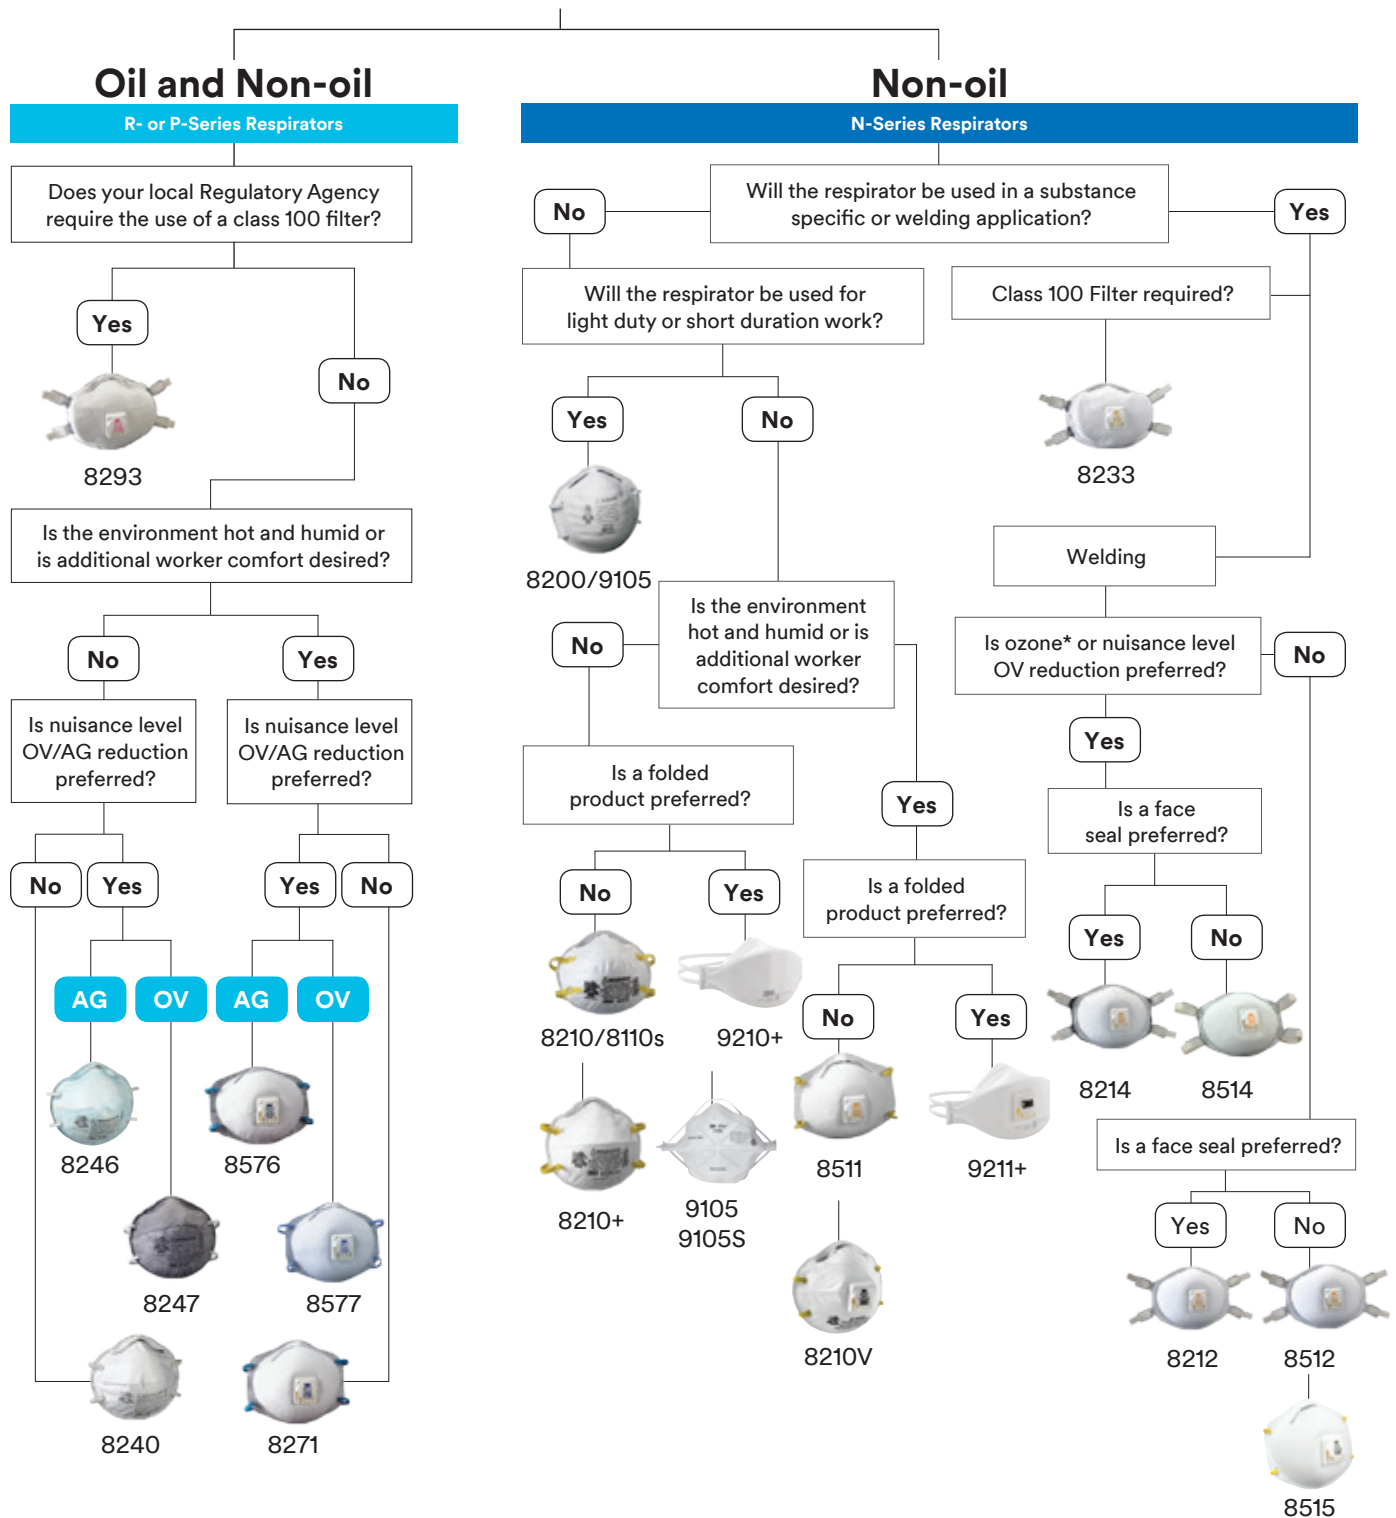 Oil and Non-oil
R- or P-Series Respirators
Does your local Regulatory Agency
require the use of a class 100 filter?
Yes
No
8293
Is the environment hot and humid or
is additional worker comfort desired?
No
Yes
Is nuisance level
OV/AG reduction
preferred?
Is nuisance level
OV/AG reduction
preferred?
No
Yes
Yes
No
AG
OV
AG
OV
8246
8576
8247
8577
8240
8271
Non-oil
N-Series Respirators
Will the respirator be used in a substance
specific or welding application?
No
Yes
Will the respirator be used for
light duty or short duration work?
Yes
No
8200/9105
Is the environment
hot and humid or is
additional worker
comfort desired?
No
Yes
Is a folded
product preferred?
No
Yes
8210/8110s
9210+
8210+
9105
9105S
Is a folded
product preferred?
No
Yes
8511
9211+
8210V
Class 100 Filter required?
8233
Welding
Is ozone* or nuisance level
OV reduction preferred?
No
Yes
Is a face
seal preferred?
Yes
No
8214
8514
Is a face seal preferred?
Yes
No
8212
8512
8515